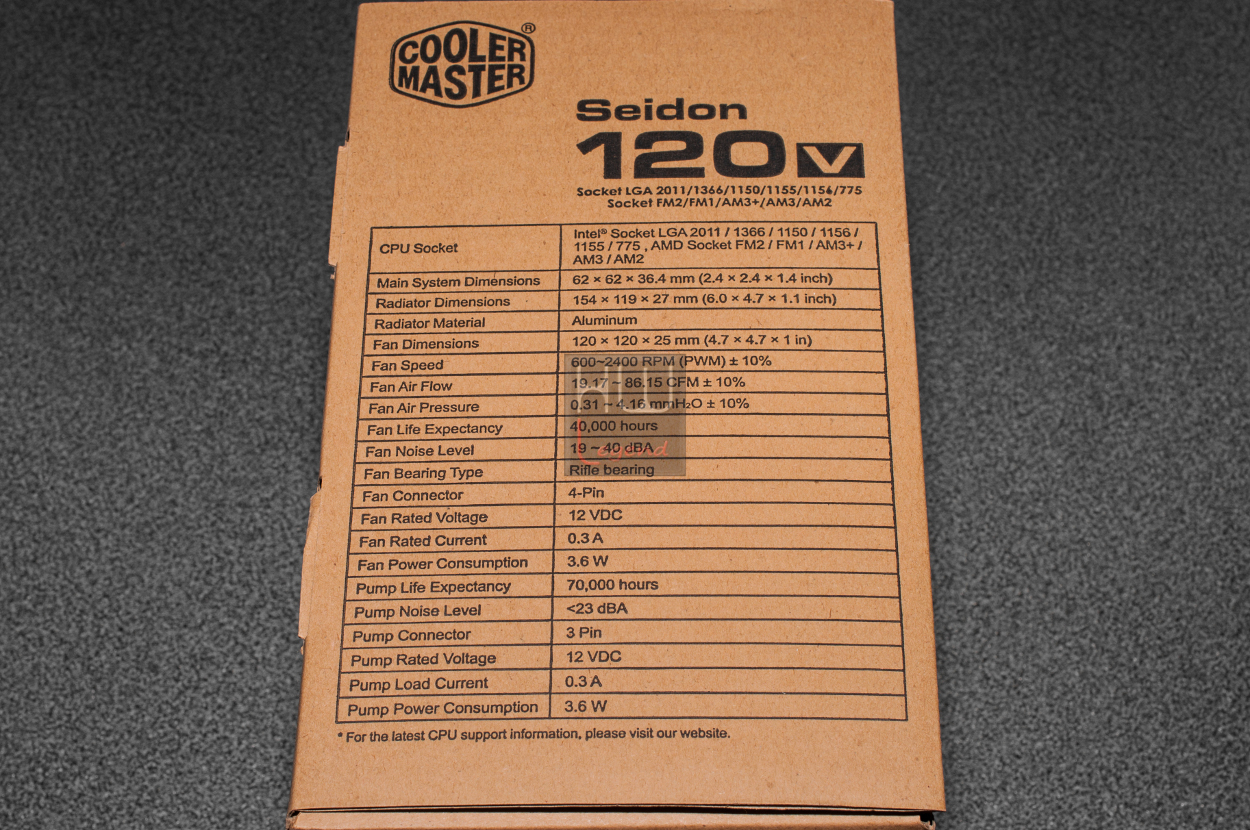 COOLER
MASTER®
Seidon
120V
Socket LGA 2011/1366/1150/1155/1156/775
Socket FM2/FM1/AM3+/AM3/AM2
CPU Socket
Intel® Socket LGA 2011 / 1366 / 1150 / 1156 /
1155 / 775 , AMD Socket FM2 / FM1 / AM3+ /
AM3 / AM2
Main System Dimensions 62 × 62 × 36.4 mm (2.4 × 2.4 × 1.4 inch)
Radiator Dimensions 154 × 119 × 27 mm (6.0 × 4.7 × 1.1 inch)
Radiator Material Aluminum
Fan Dimensions 120 × 120 × 25 mm (4.7 × 4.7 × 1 in)
Fan Speed 600~2400 RPM (PWM) ± 10%
Fan Air Flow 19.17 ~ 86.15 CFM ± 10%
Fan Air Pressure 0.31 ~ 4.16 mmH₂O ± 10%
Fan Life Expectancy 40,000 hours
Fan Noise Level 19 ~ 40 dBA
Fan Bearing Type Rifle bearing
Fan Connector 4-Pin
Fan Rated Voltage 12 VDC
Fan Rated Current 0.3 A
Fan Power Consumption 3.6 W
Pump Life Expectancy 70,000 hours
Pump Noise Level <23 dBA
Pump Connector 3 Pin
Pump Rated Voltage 12 VDC
Pump Load Current 0.3 A
Pump Power Consumption 3.6 W
* For the latest CPU support information, please visit our website.
HW
Legend